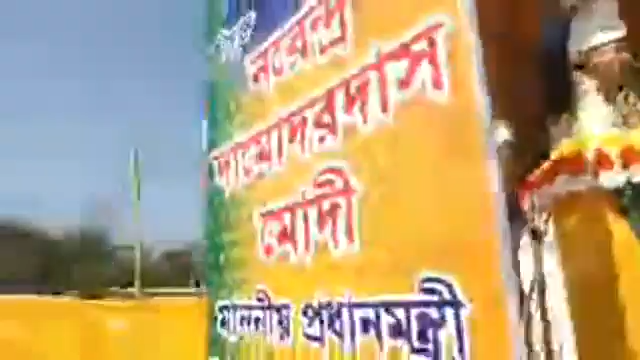 নরেন্দ্র
দামোদরদাস
মোদী
মাননীয় প্রধানমন্ত্রী